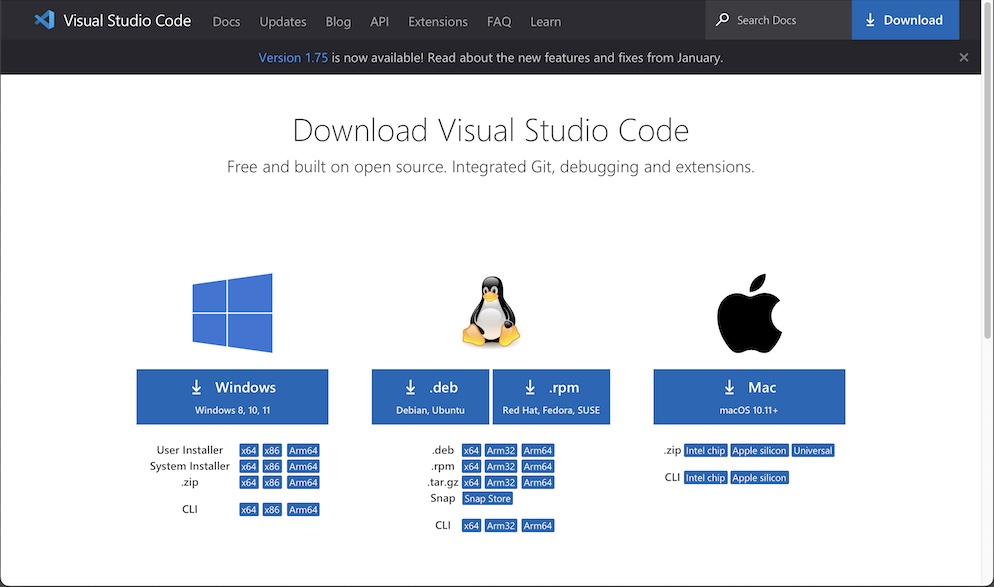 Visual Studio Code Docs Updates Blog API Extensions FAQ Learn Search Docs Download
Version 1.75 is now available! Read about the new features and fixes from January.
Download Visual Studio Code
Free and built on open source. Integrated Git, debugging and extensions.
Windows
Windows 8, 10, 11
User Installer x64 x86 Arm64
System Installer x64 x86 Arm64
.zip x64 x86 Arm64
CLI x64 x86 Arm64
.deb
Debian, Ubuntu
.rpm
Red Hat, Fedora, SUSE
.deb x64 Arm32 Arm64
.rpm x64 Arm32 Arm64
.tar.gz x64 Arm32 Arm64
Snap Snap Store
CLI x64 Arm32 Arm64
Mac
macOS 10.11+
.zip Intel chip Apple silicon Universal
CLI Intel chip Apple silicon